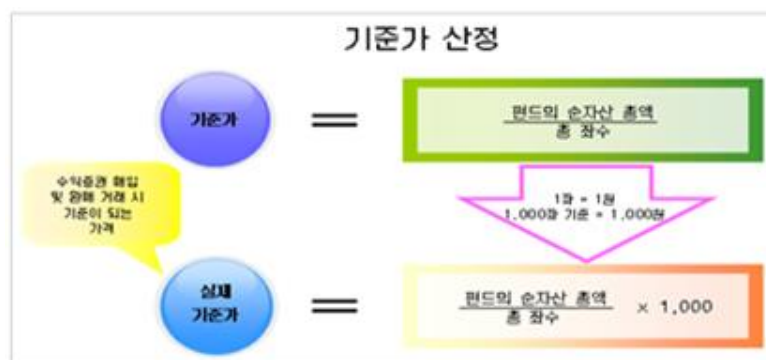 기준가 산정
기준가
=
펀드의 순자산 총액
총 좌수
수익증권 매입
및 환매 거래 시
기준이 되는
가격
1좌 = 1원
1,000좌 기준 = 1,000원
실제
기준가
=
펀드의 순자산 총액
총 좌수
× 1,000